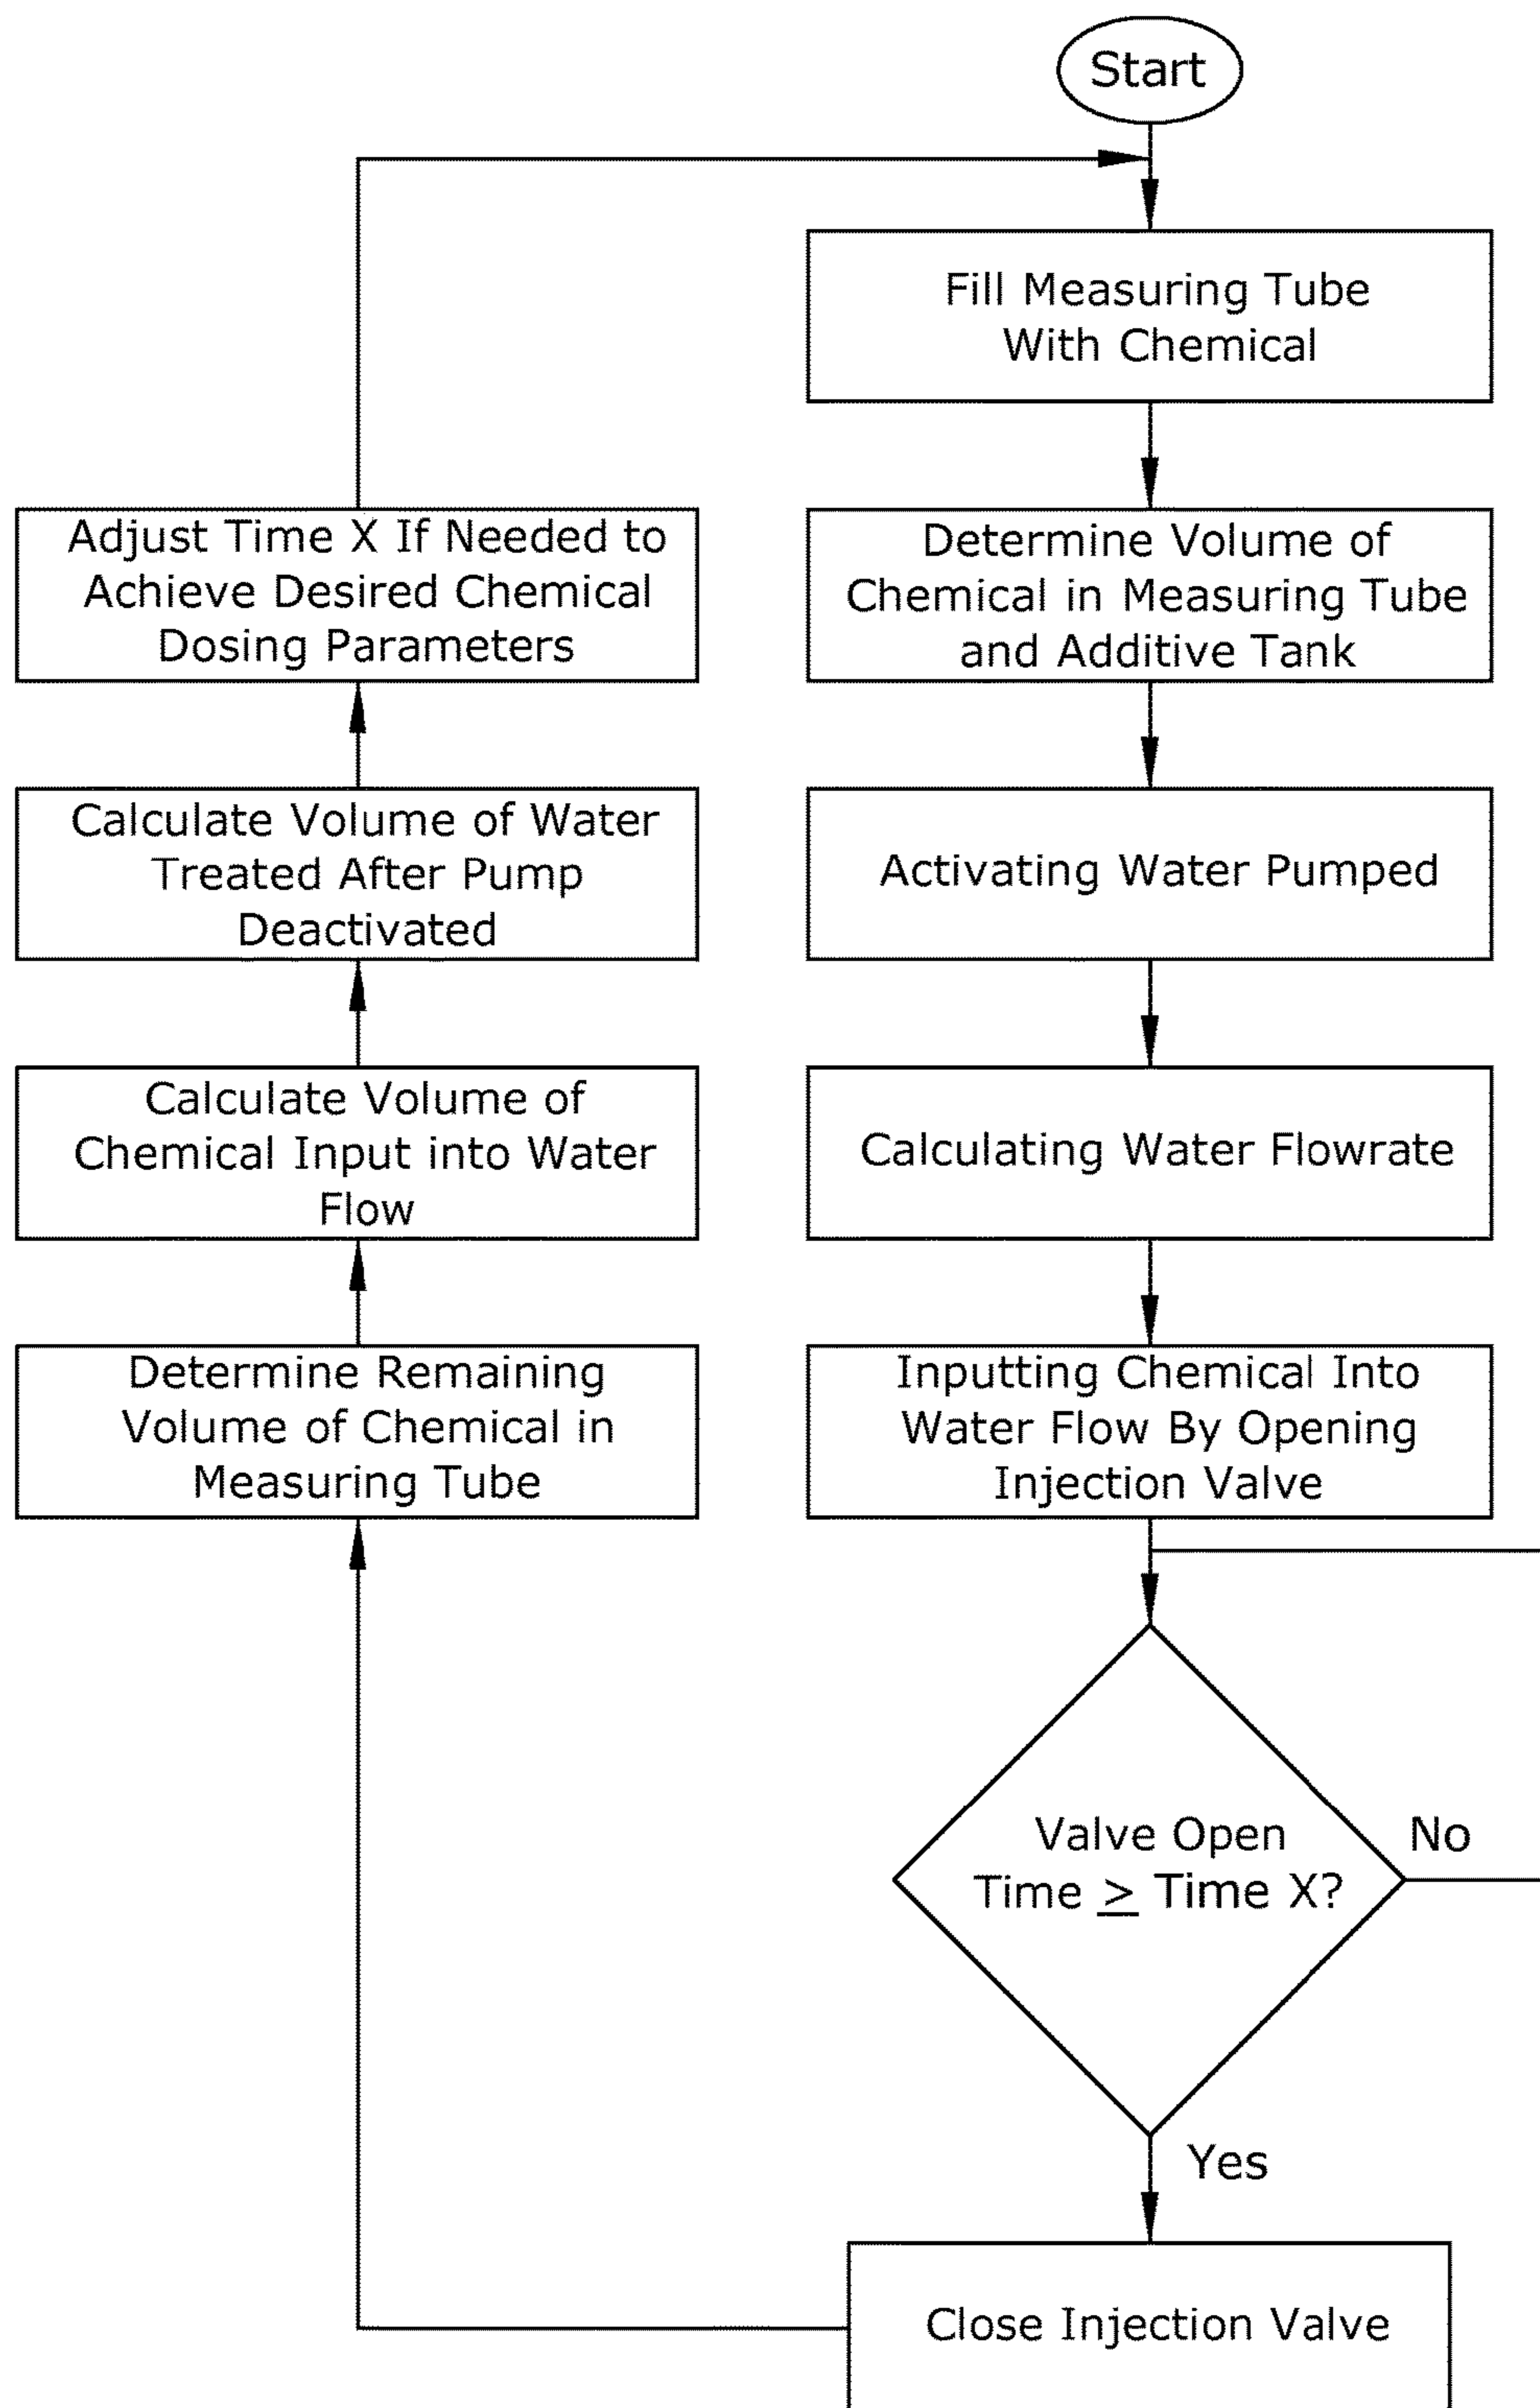 Start
Fill Measuring Tube
With Chemical
Determine Volume of
Chemical in Measuring Tube
and Additive Tank
Activating Water Pumped
Calculating Water Flowrate
Inputting Chemical Into
Water Flow By Opening
Injection Valve
Valve Open
Time ≥ Time X?
No
Yes
Close Injection Valve
Determine Remaining
Volume of Chemical in
Measuring Tube
Calculate Volume of
Chemical Input into Water
Flow
Calculate Volume of Water
Treated After Pump
Deactivated
Adjust Time X If Needed to
Achieve Desired Chemical
Dosing Parameters